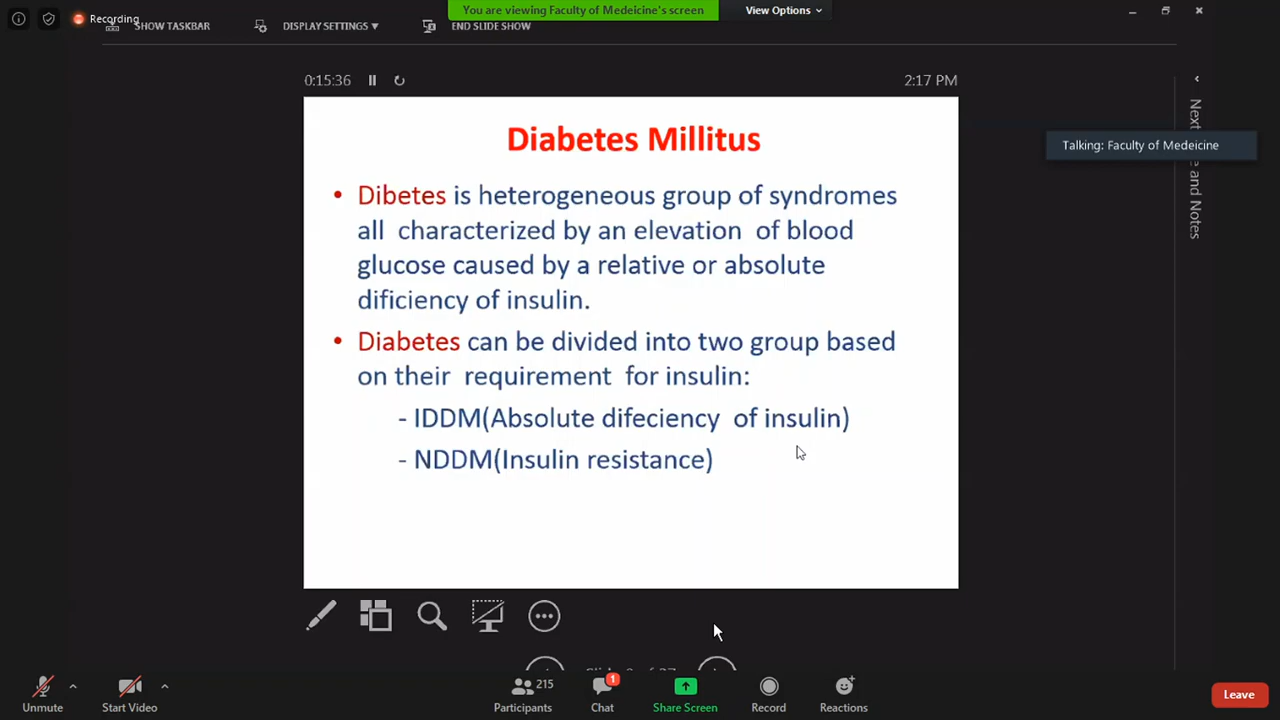 Recording
You are viewing Faculty of Medeicine's screen
View Options
SHOW TASKBAR
DISPLAY SETTINGS
END SLIDE SHOW
0:15:36
2:17 PM
Talking: Faculty of Medeicine
Next
and Notes
Diabetes Millitus
• Dibetes is heterogeneous group of syndromes
all characterized by an elevation of blood
glucose caused by a relative or absolute
dificiency of insulin.
• Diabetes can be divided into two group based
on their requirement for insulin:
- IDDM(Absolute difeciency of insulin)
- NDDM(Insulin resistance)
Unmute
Start Video
215
Participants
1
Chat
Share Screen
Record
Reactions
Leave